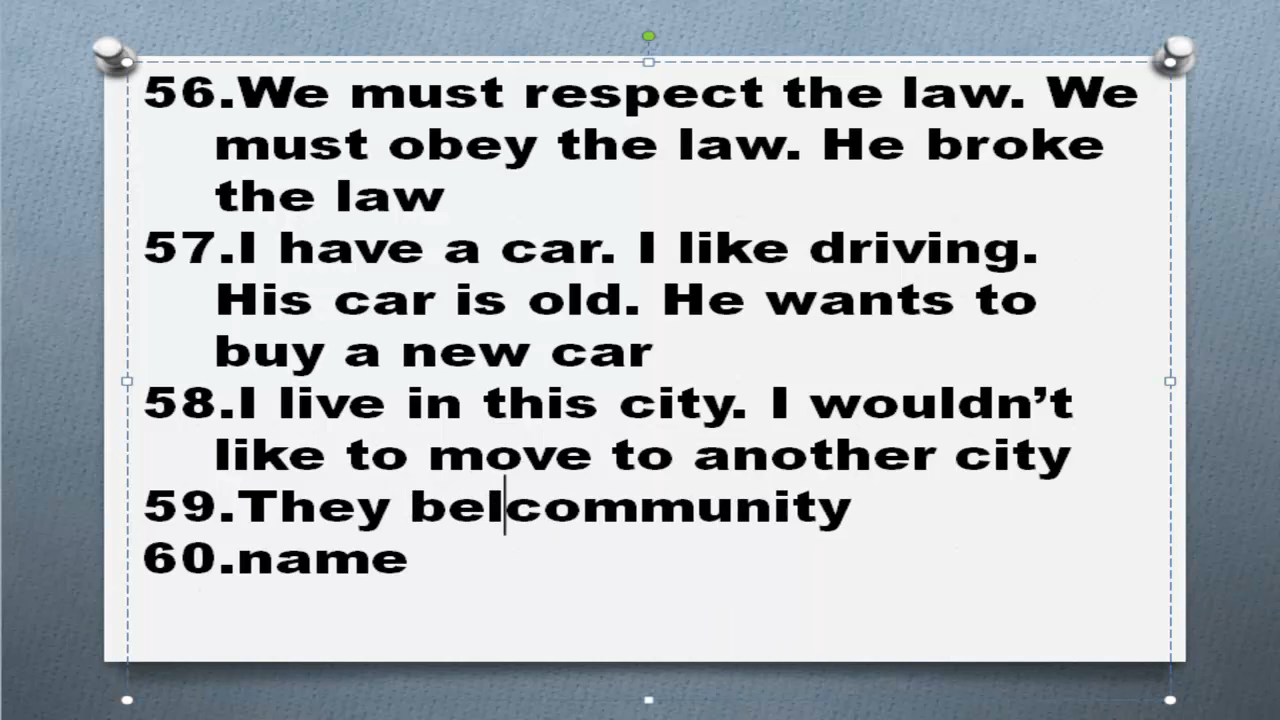 56.We must respect the law. We
must obey the law. He broke
the law
57.I have a car. I like driving.
His car is old. He wants to
buy a new car
58.I live in this city. I wouldn’t
like to move to another city
59.They belcommunity
60.name